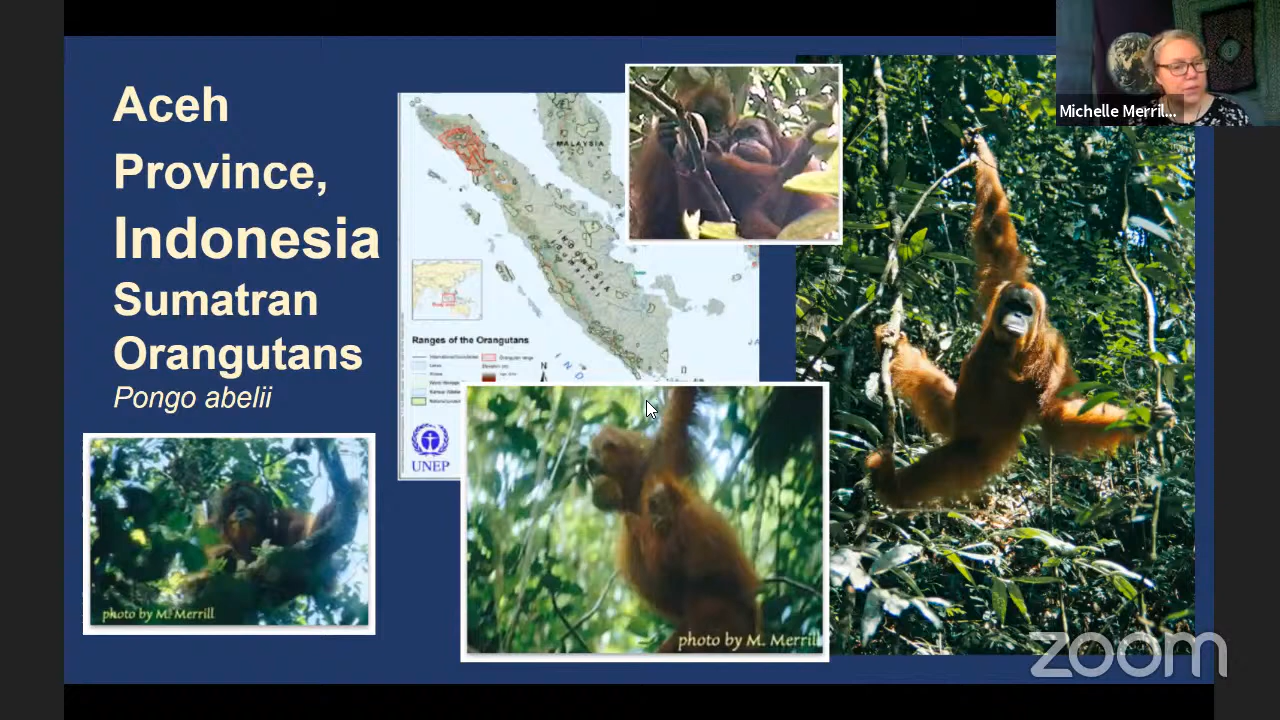 Aceh
Province,
Indonesia
Sumatran
Orangutans
Pongo abelii
MALAYSIA
Ranges of the Orangutans
UNEP
photo by M. Merrill
photo by M. Merrill
Michelle Merril...
zoom